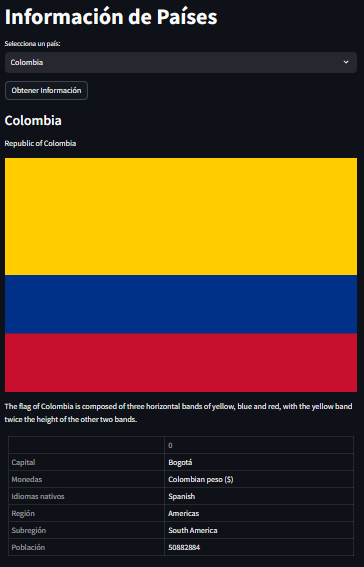 Información de Países
Selecciona un país:
Colombia
Obtener Información
Colombia
Republic of Colombia
The flag of Colombia is composed of three horizontal bands of yellow, blue and red, with the yellow band
twice the height of the other two bands.
0
Capital Bogotá
Monedas Colombian peso ($)
Idiomas nativos Spanish
Región Americas
Subregión South America
Población 50882884